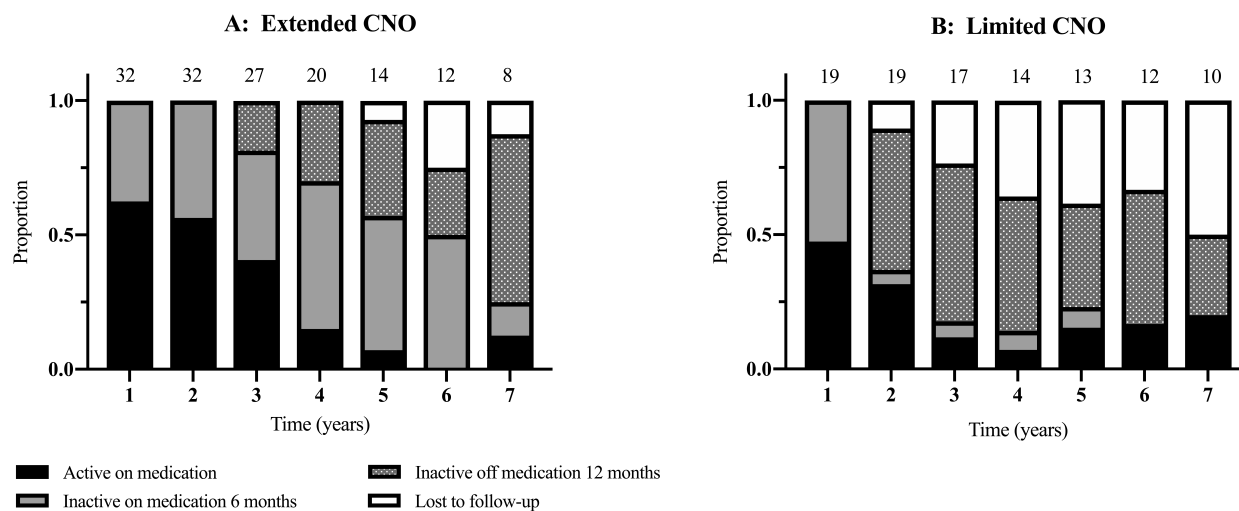 A: Extended CNO
32 32 27 20 14 12 8
1.0
0.5
0.0
Proportion
1 2 3 4 5 6 7
Time (years)
B: Limited CNO
19 19 17 14 13 12 10
1.0
0.5
0.0
Proportion
1 2 3 4 5 6 7
Time (years)
Active on medication
Inactive on medication 6 months
Inactive off medication 12 months
Lost to follow-up